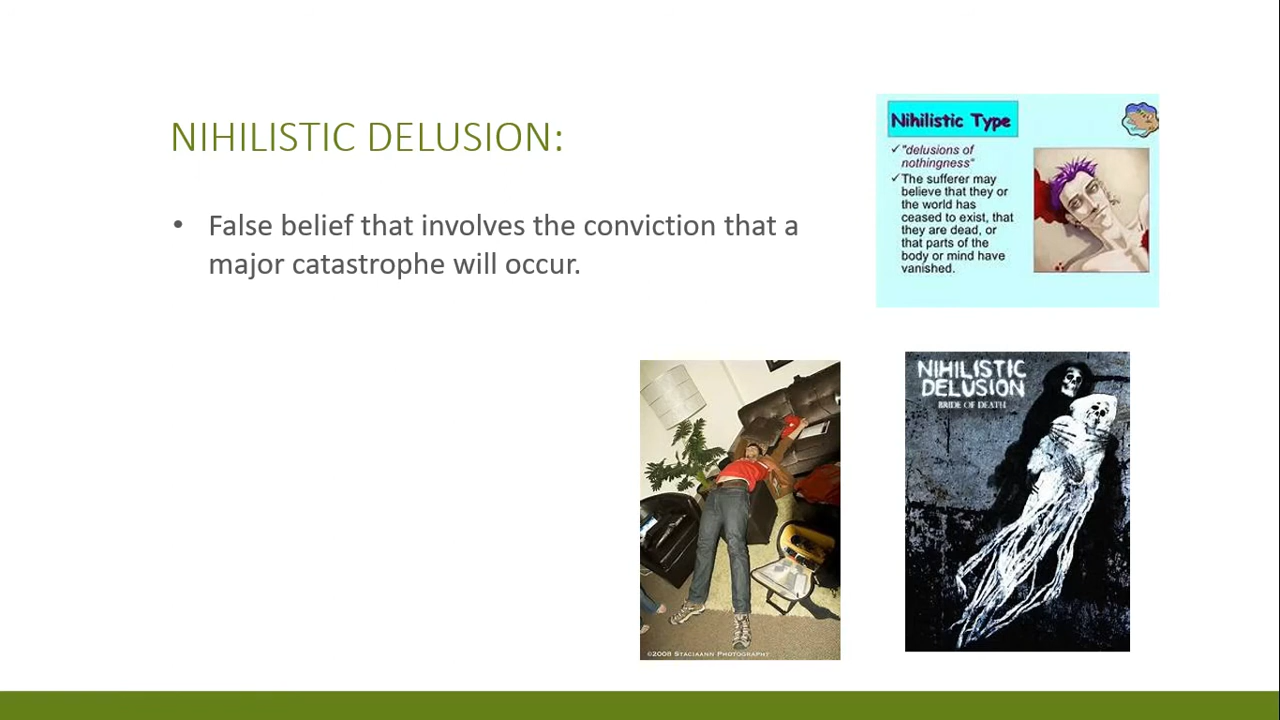 NIHILISTIC DELUSION:
• False belief that involves the conviction that a
major catastrophe will occur.
Nihilistic Type
✓"delusions of
nothingness"
✓The sufferer may
believe that they or
the world has
ceased to exist, that
they are dead, or
that parts of the
body or mind have
vanished.
NIHILISTIC
DELUSION
BRIDE OF DEATH
©2008 STACIAANN PHOTOGRAPHY